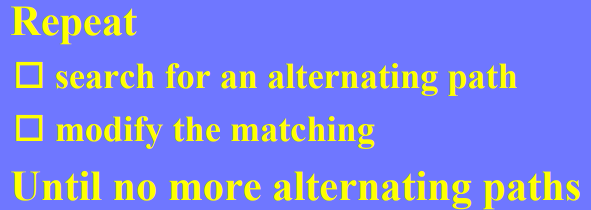 Repeat
☐ search for an alternating path
☐ modify the matching
Until no more alternating paths